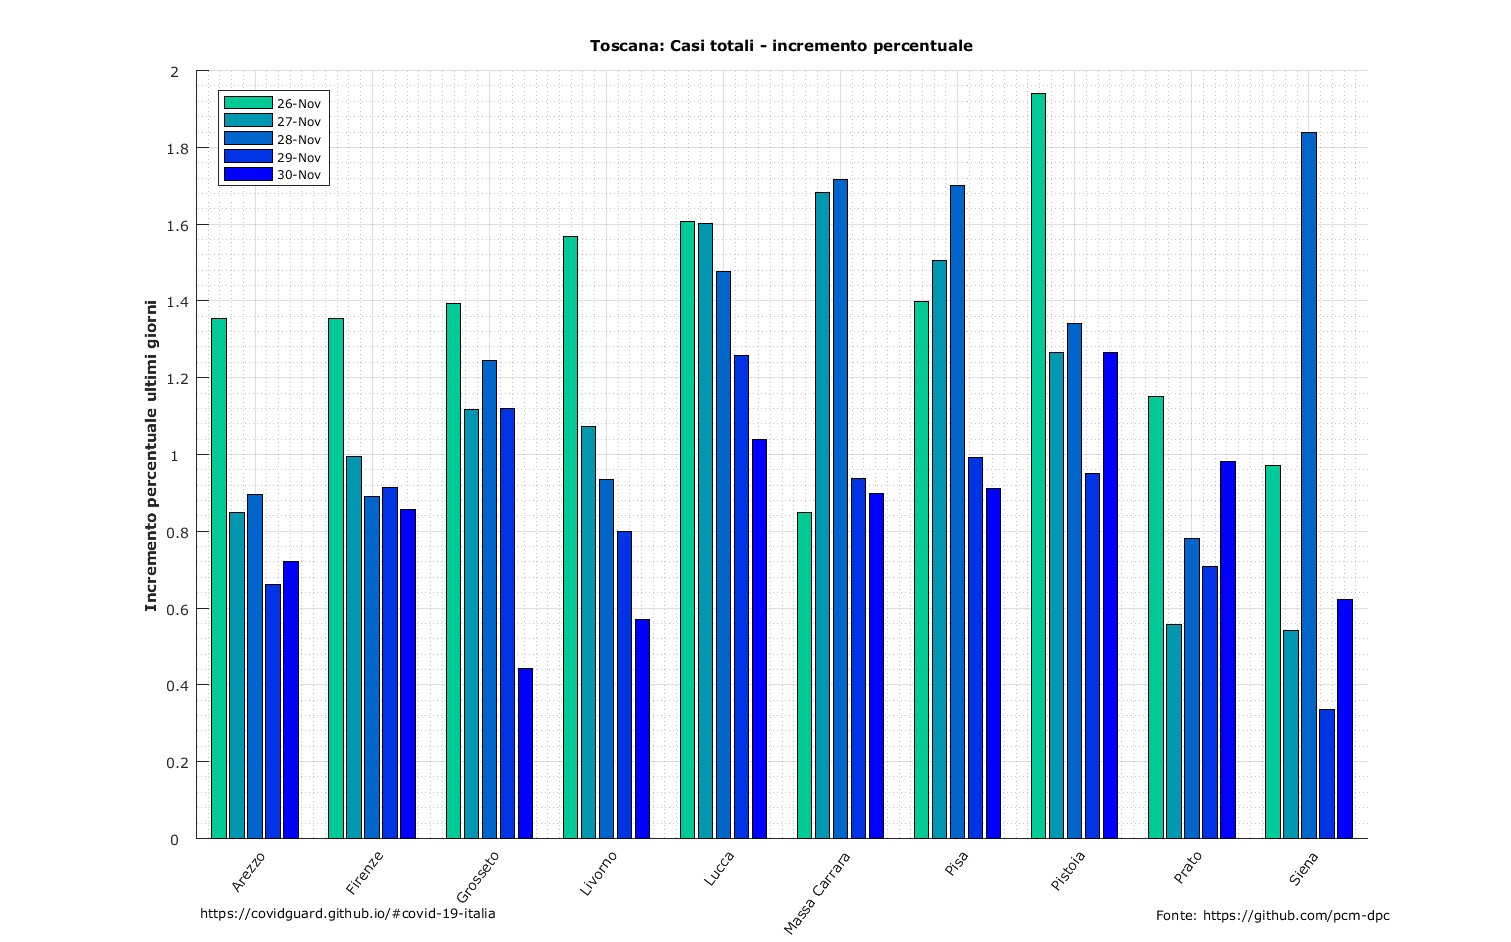 Toscana: Casi totali - incremento percentuale
Incremento percentuale ultimi giorni
2
1.8
1.6
1.4
1.2
1
0.8
0.6
0.4
0.2
0
26-Nov
27-Nov
28-Nov
29-Nov
30-Nov
Arezzo
Firenze
Grosseto
Livorno
Lucca
Massa Carrara
Pisa
Pistoia
Prato
Siena
https://covidguard.github.io/#covid-19-italia
Fonte: https://github.com/pcm-dpc